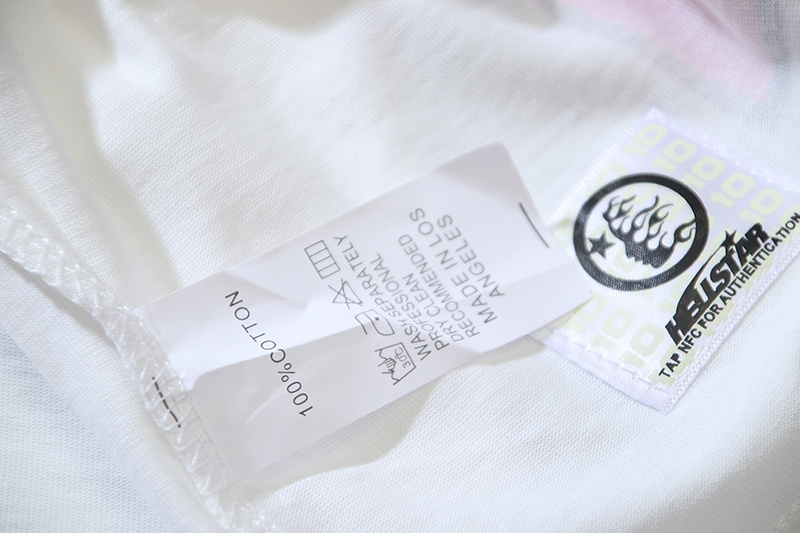 100%COTTON
WASH SEPARATELY
PROFESSIONAL
DRY CLEAN
RECOMMENDED
MADE IN LOS
ANGELES
HELLSTAR
TAP NFC FOR AUTHENTICATION